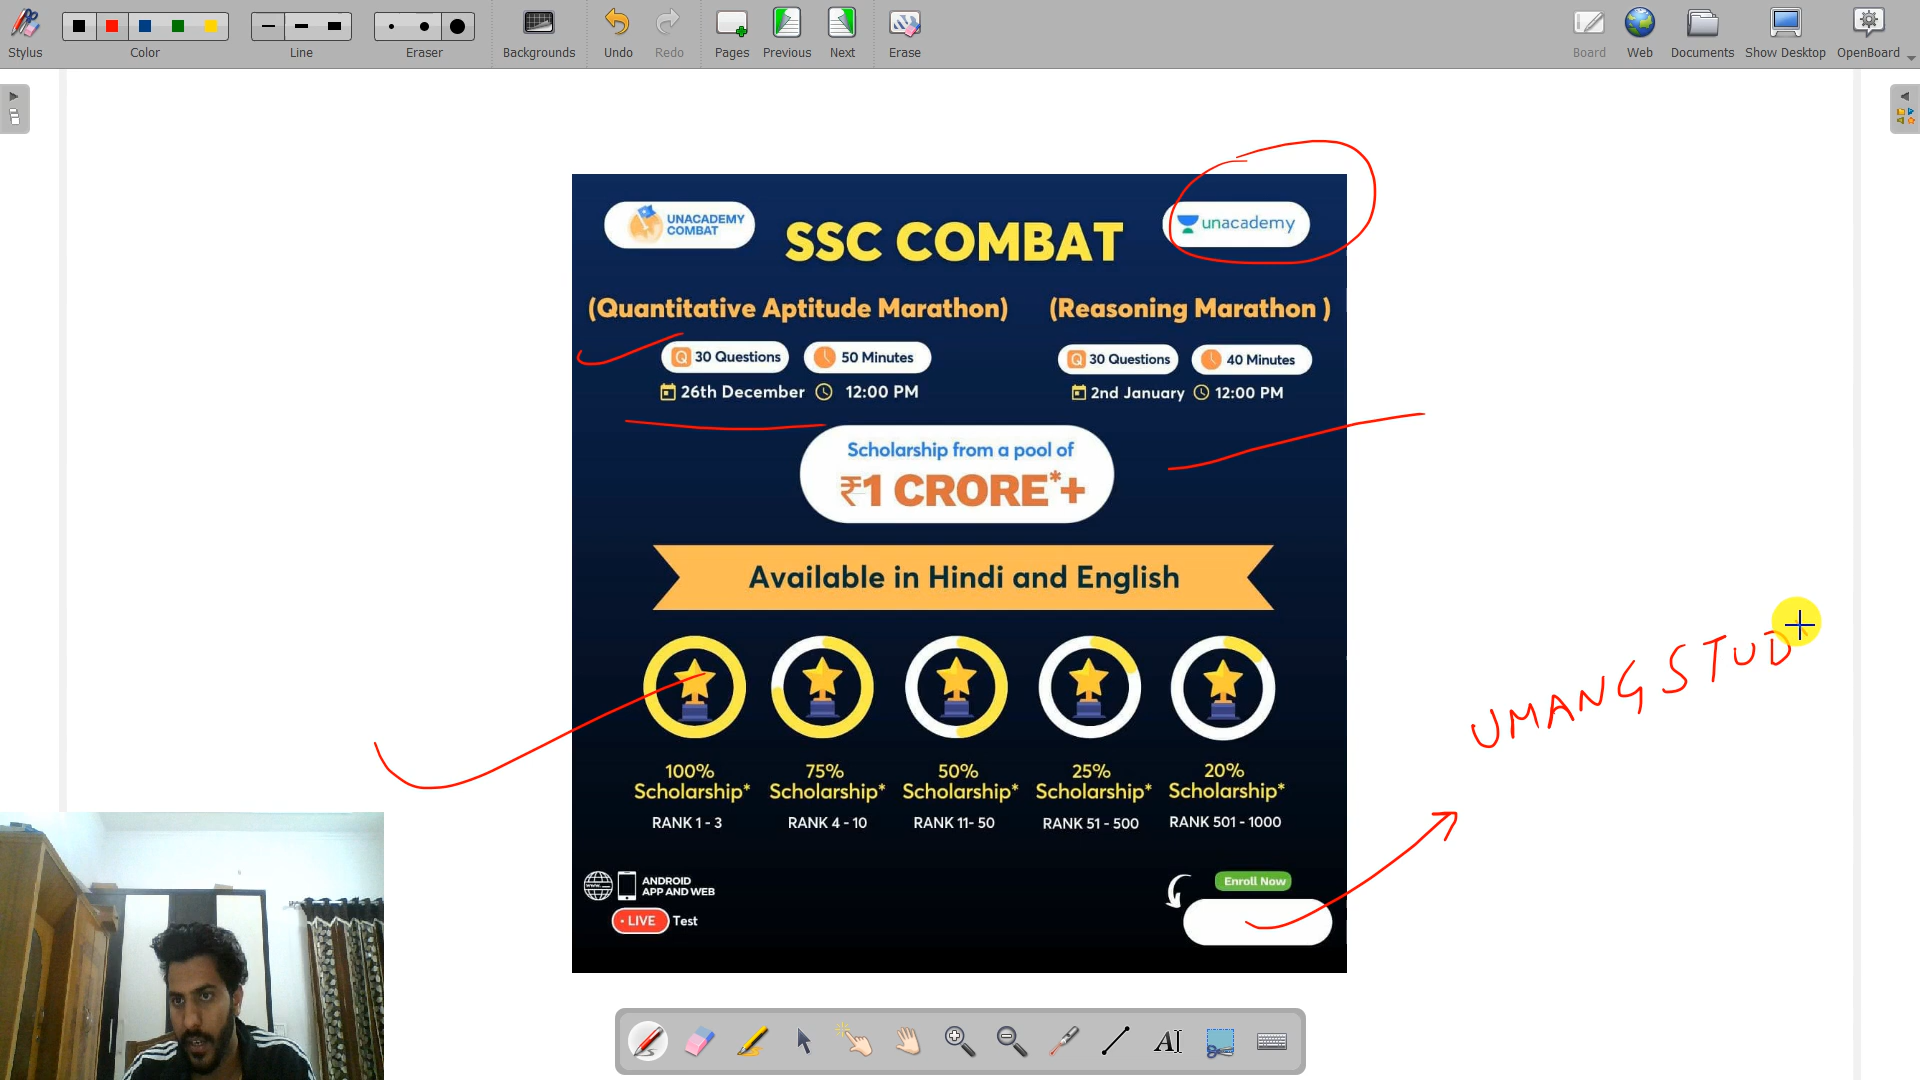 Stylus Color Line Eraser Backgrounds Undo Redo Pages Previous Next Erase Board Web Documents Show Desktop OpenBoard
UNACADEMY
COMBAT
SSC COMBAT
unacademy
(Quantitative Aptitude Marathon)
(Reasoning Marathon )
Q 30 Questions 50 Minutes
Q 30 Questions 40 Minutes
26th December 12:00 PM
2nd January 12:00 PM
Scholarship from a pool of
₹1 CRORE*+
Available in Hindi and English
UMANGSTUD
100%
Scholarship*
RANK 1 - 3
75%
Scholarship*
RANK 4 - 10
50%
Scholarship*
RANK 11- 50
25%
Scholarship*
RANK 51 - 500
20%
Scholarship*
RANK 501 - 1000
www
ANDROID
APP AND WEB
• LIVE Test
Enroll Now
AI